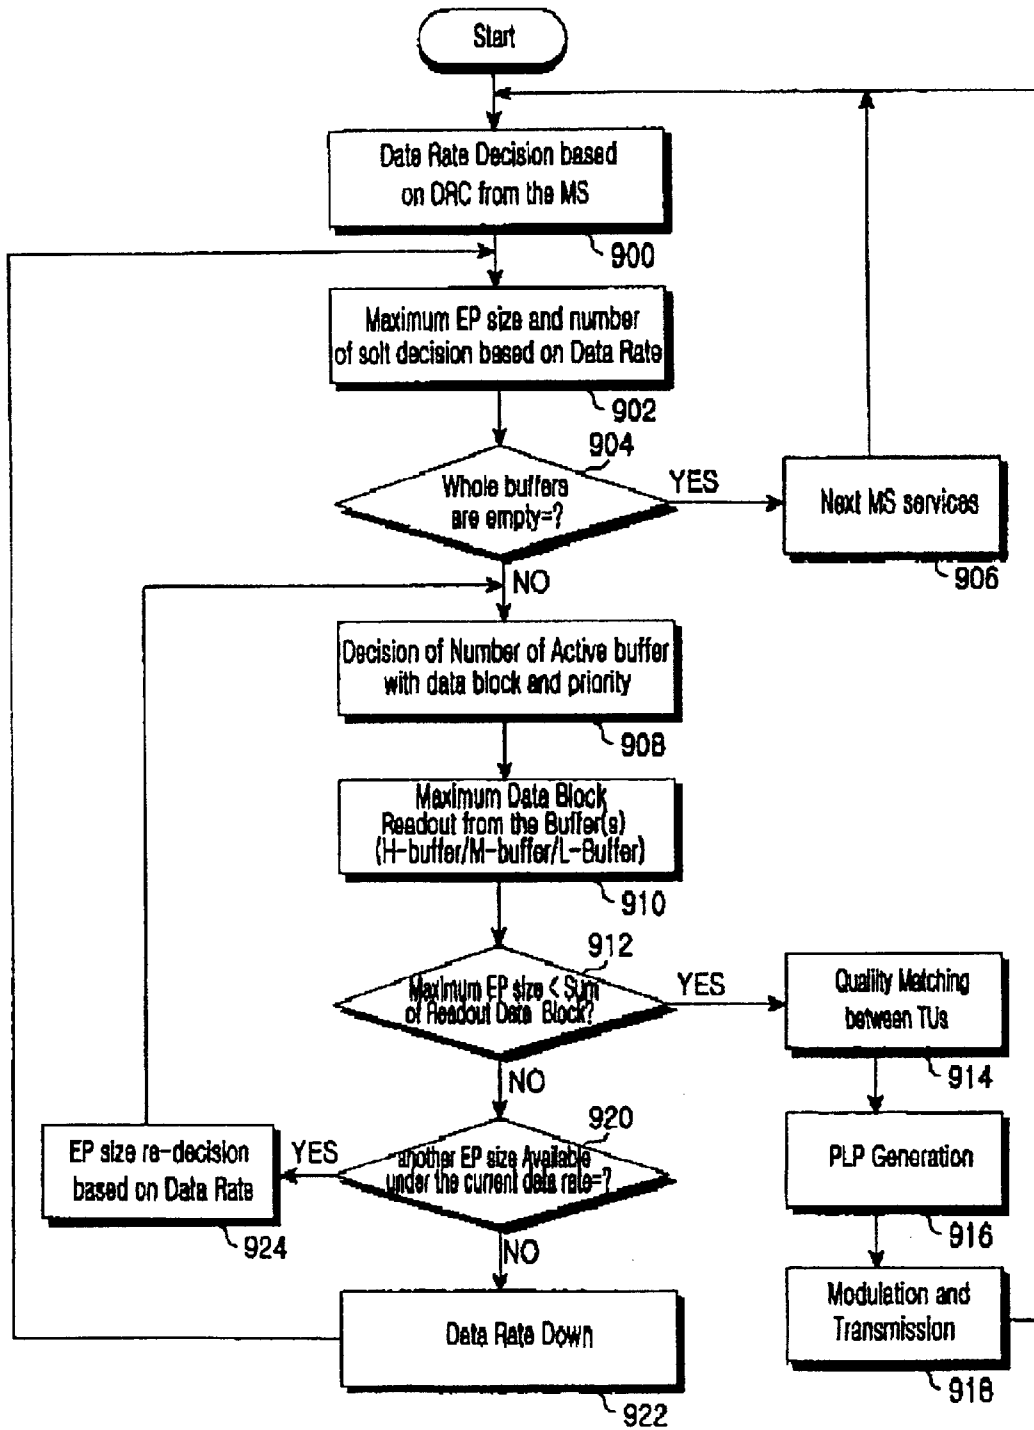 Start
Date Rate Decision based
on DRC from the MS
900
Maximum EP size and number
of solt decision based on Data Rate
902
904
Whole buffers
are empty=?
YES
Next MS services
906
NO
Decision of Number of Active buffer
with data block and priority
908
Maximum Data Block
Readout from the Buffer(s)
(H-buffer/M-buffer/L-Buffer)
910
912
Maximum EP size < Sum
of Readout Data Block?
YES
Quality Matching
between TUs
914
NO
920
another EP size Available
under the current data rate=?
YES
EP size re-decision
based on Data Rate
924
PLP Generation
916
NO
Data Rate Down
922
Modulation and
Transmission
918